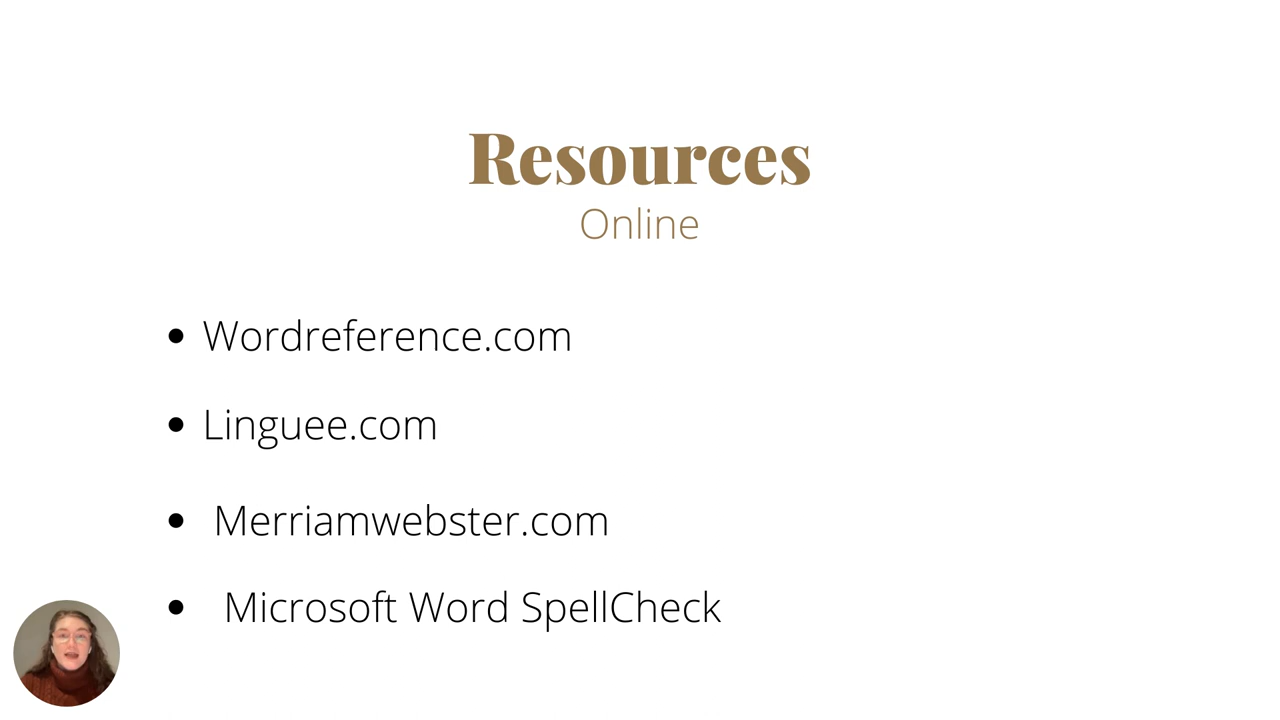 Resources
Online
• Wordreference.com
• Linguee.com
• Merriamwebster.com
• Microsoft Word SpellCheck